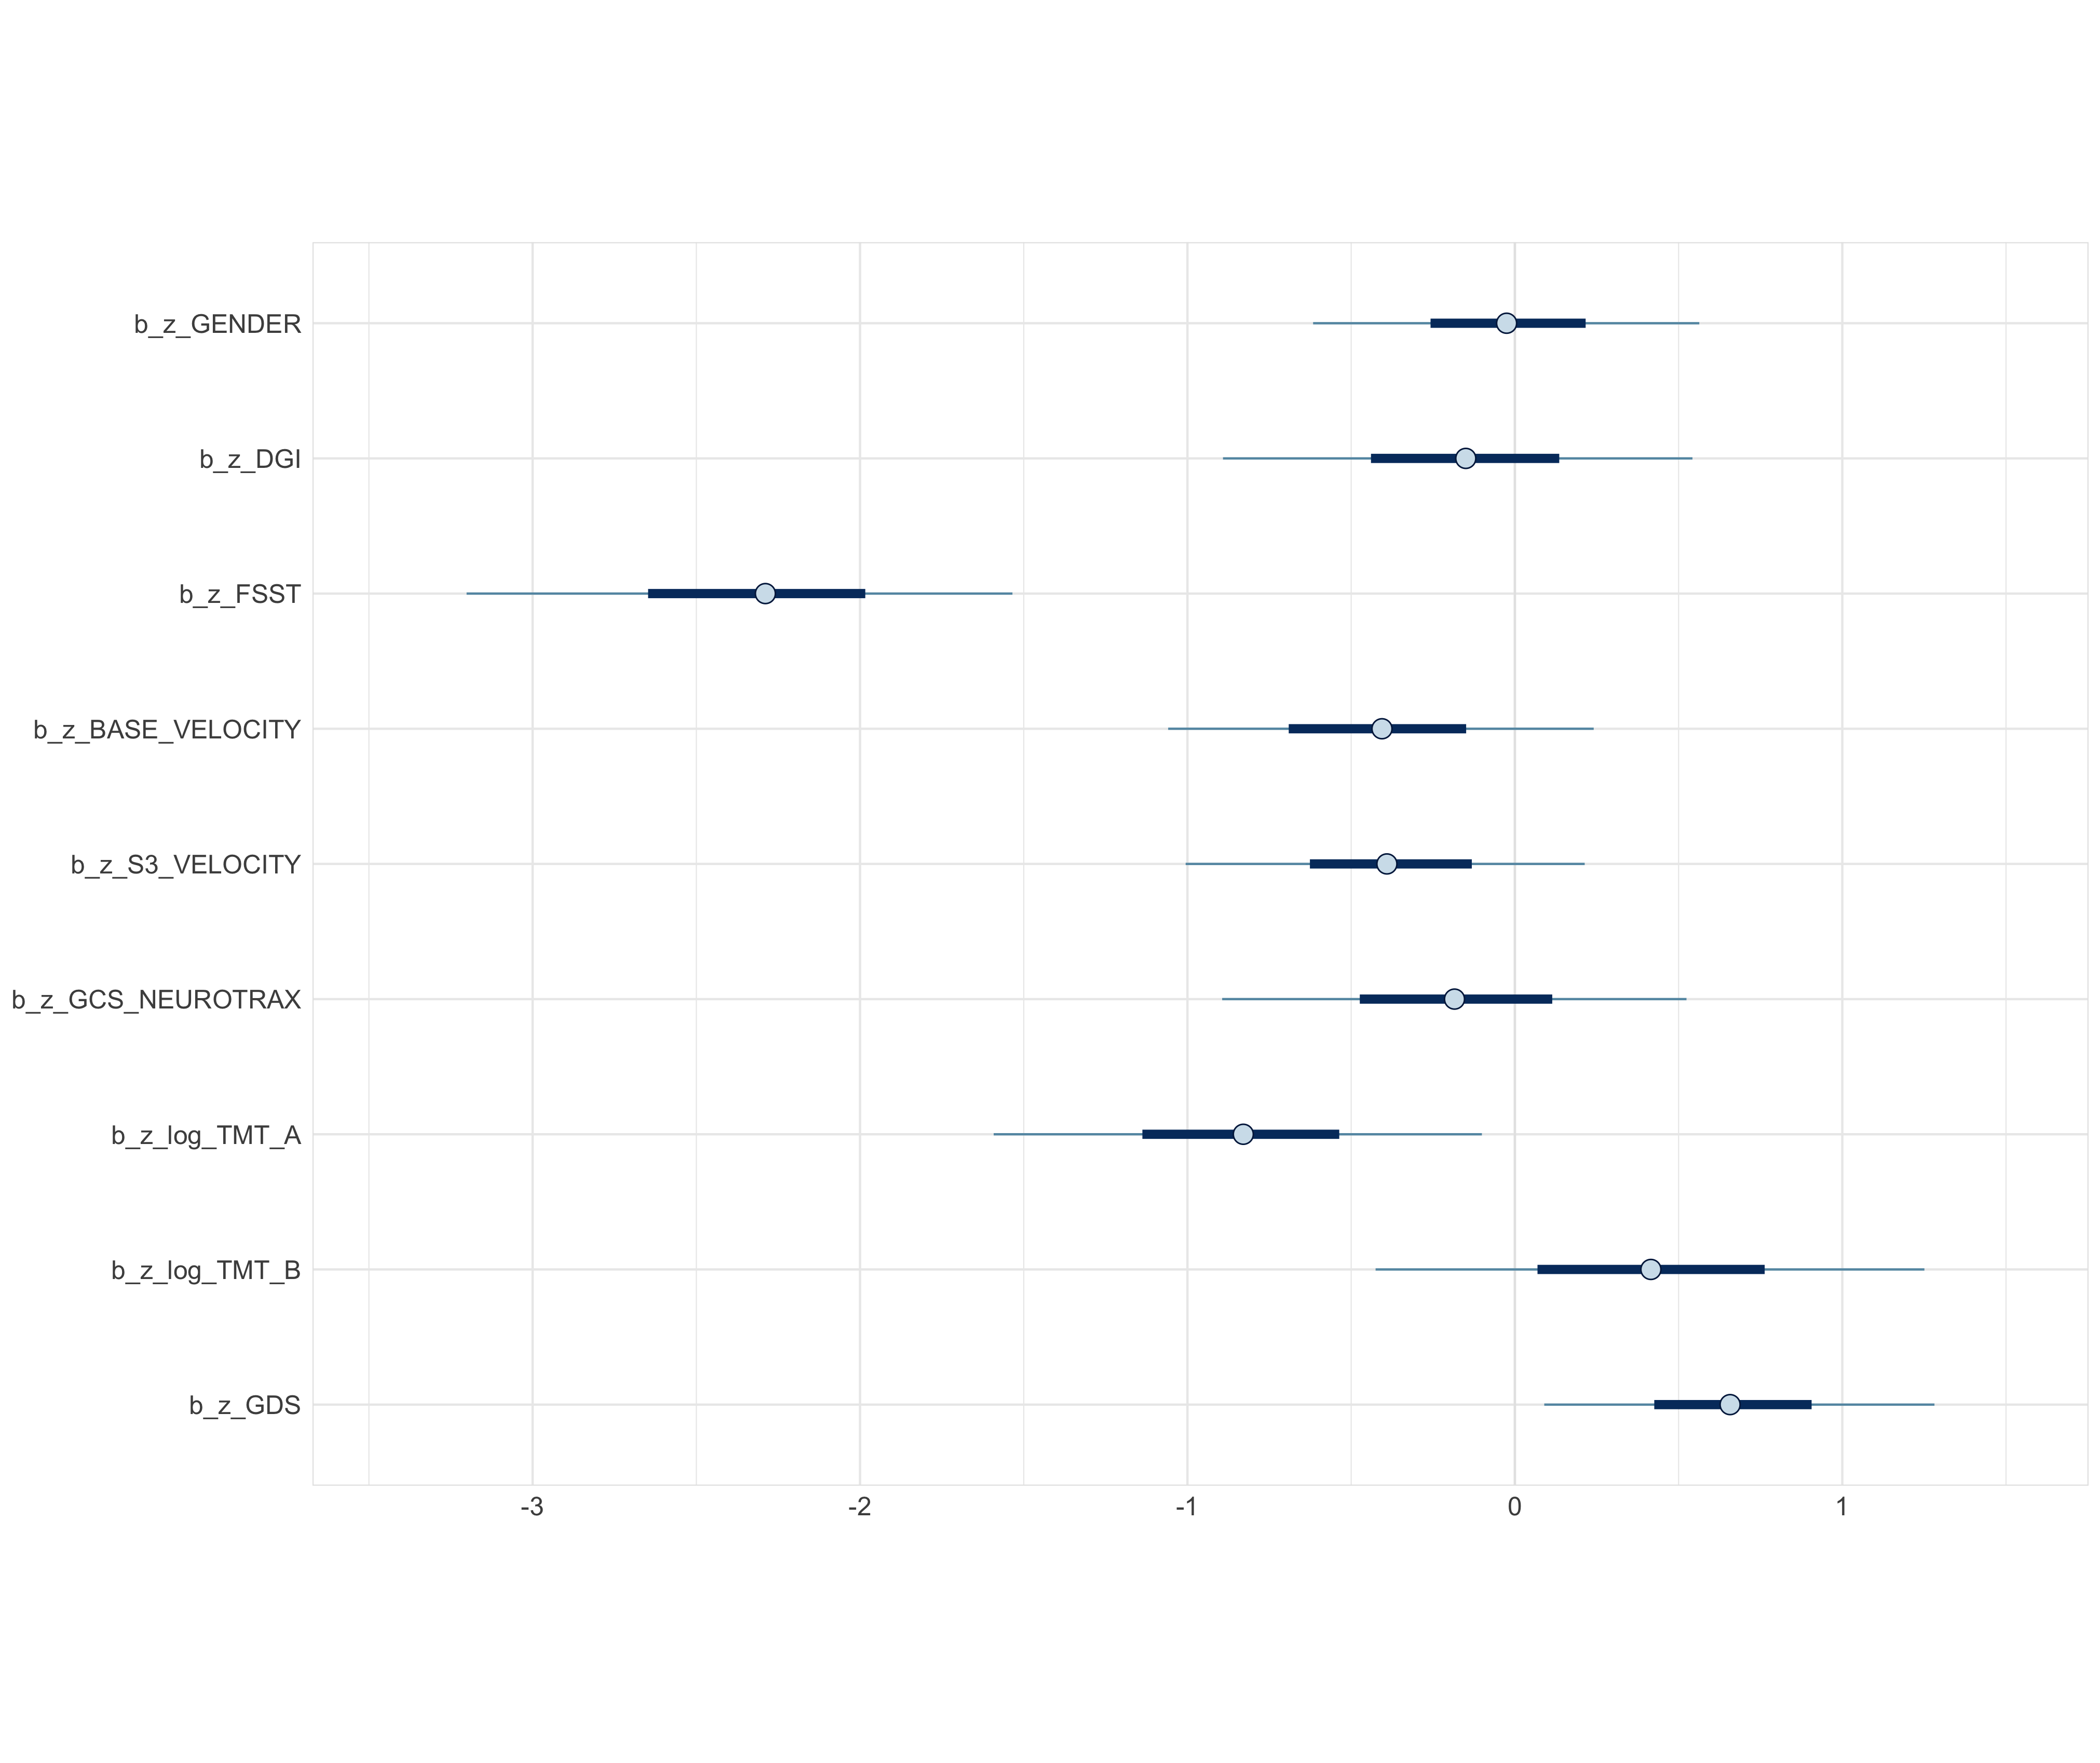 b_z_GENDER
b_z_DGI
b_z_FSST
b_z_BASE_VELOCITY
b_z_S3_VELOCITY
b_z_GCS_NEUROTRAX
b_z_log_TMT_A
b_z_log_TMT_B
b_z_GDS
-3 -2 -1 0 1